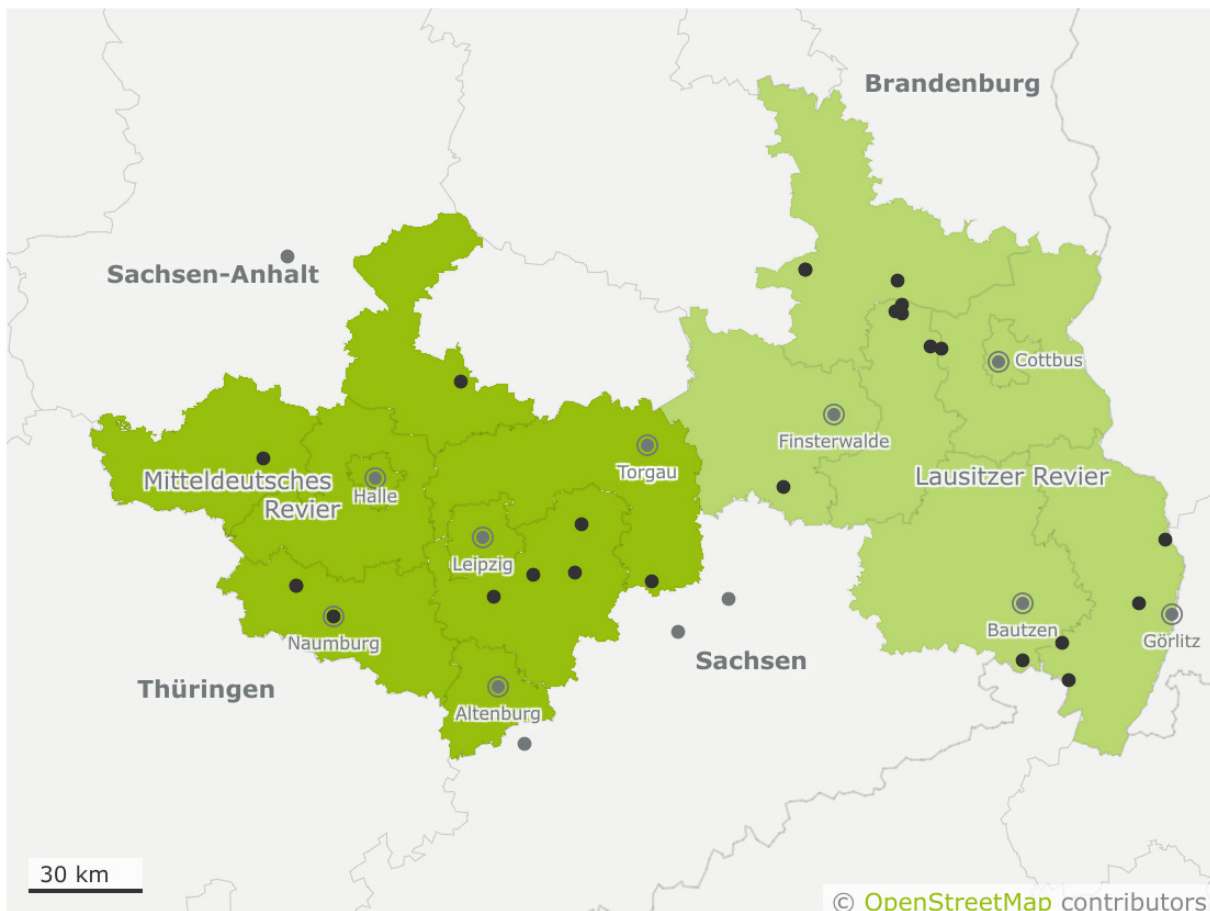 Brandenburg
Sachsen-Anhalt
Cottbus
Finsterwalde
Torgau
Lausitzer Revier
Mitteldeutsches
Revier
Halle
Leipzig
Bautzen
Görlitz
Naumburg
Sachsen
Thüringen
Altenburg
30 km
© OpenStreetMap contributors